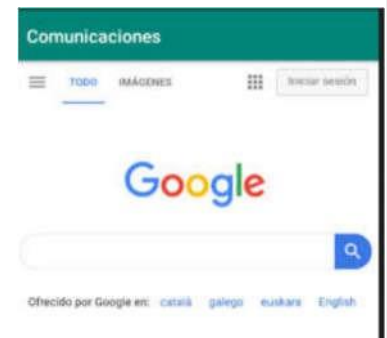 Comunicaciones
TODO IMÁGENES Iniciar sesión
Google
Ofrecido por Google en: català galego euskara English